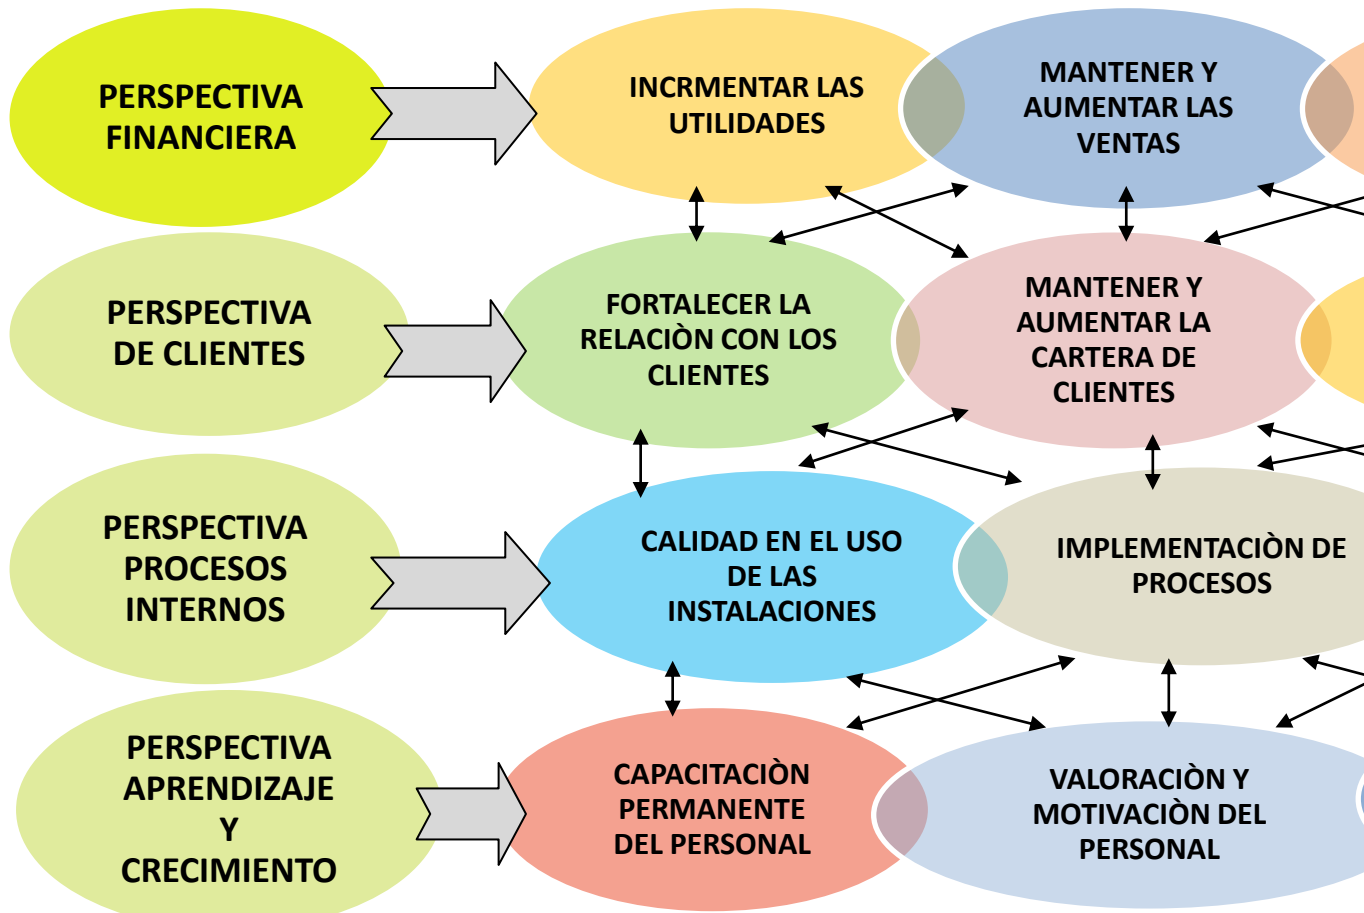 PERSPECTIVA
FINANCIERA
INCRMENTAR LAS
UTILIDADES
MANTENER Y
AUMENTAR LAS
VENTAS
PERSPECTIVA
DE CLIENTES
FORTALECER LA
RELACIÒN CON LOS
CLIENTES
MANTENER Y
AUMENTAR LA
CARTERA DE
CLIENTES
PERSPECTIVA
PROCESOS
INTERNOS
CALIDAD EN EL USO
DE LAS
INSTALACIONES
IMPLEMENTACIÒN DE
PROCESOS
PERSPECTIVA
APRENDIZAJE
Y
CRECIMIENTO
CAPACITACIÒN
PERMANENTE
DEL PERSONAL
VALORACIÒN Y
MOTIVACIÒN DEL
PERSONAL